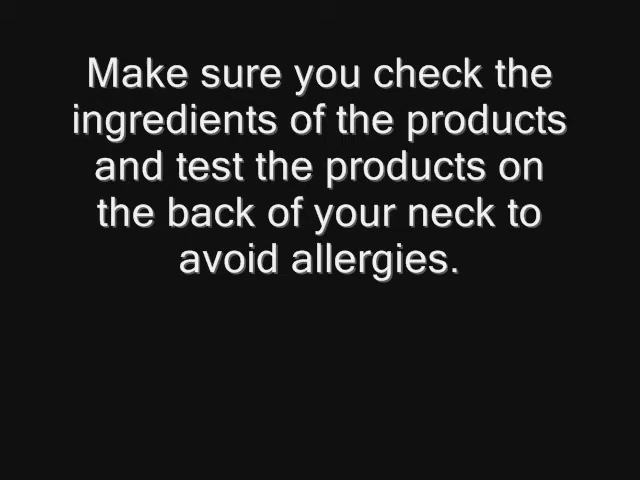 Make sure you check the
ingredients of the products
and test the products on
the back of your neck to
avoid allergies.